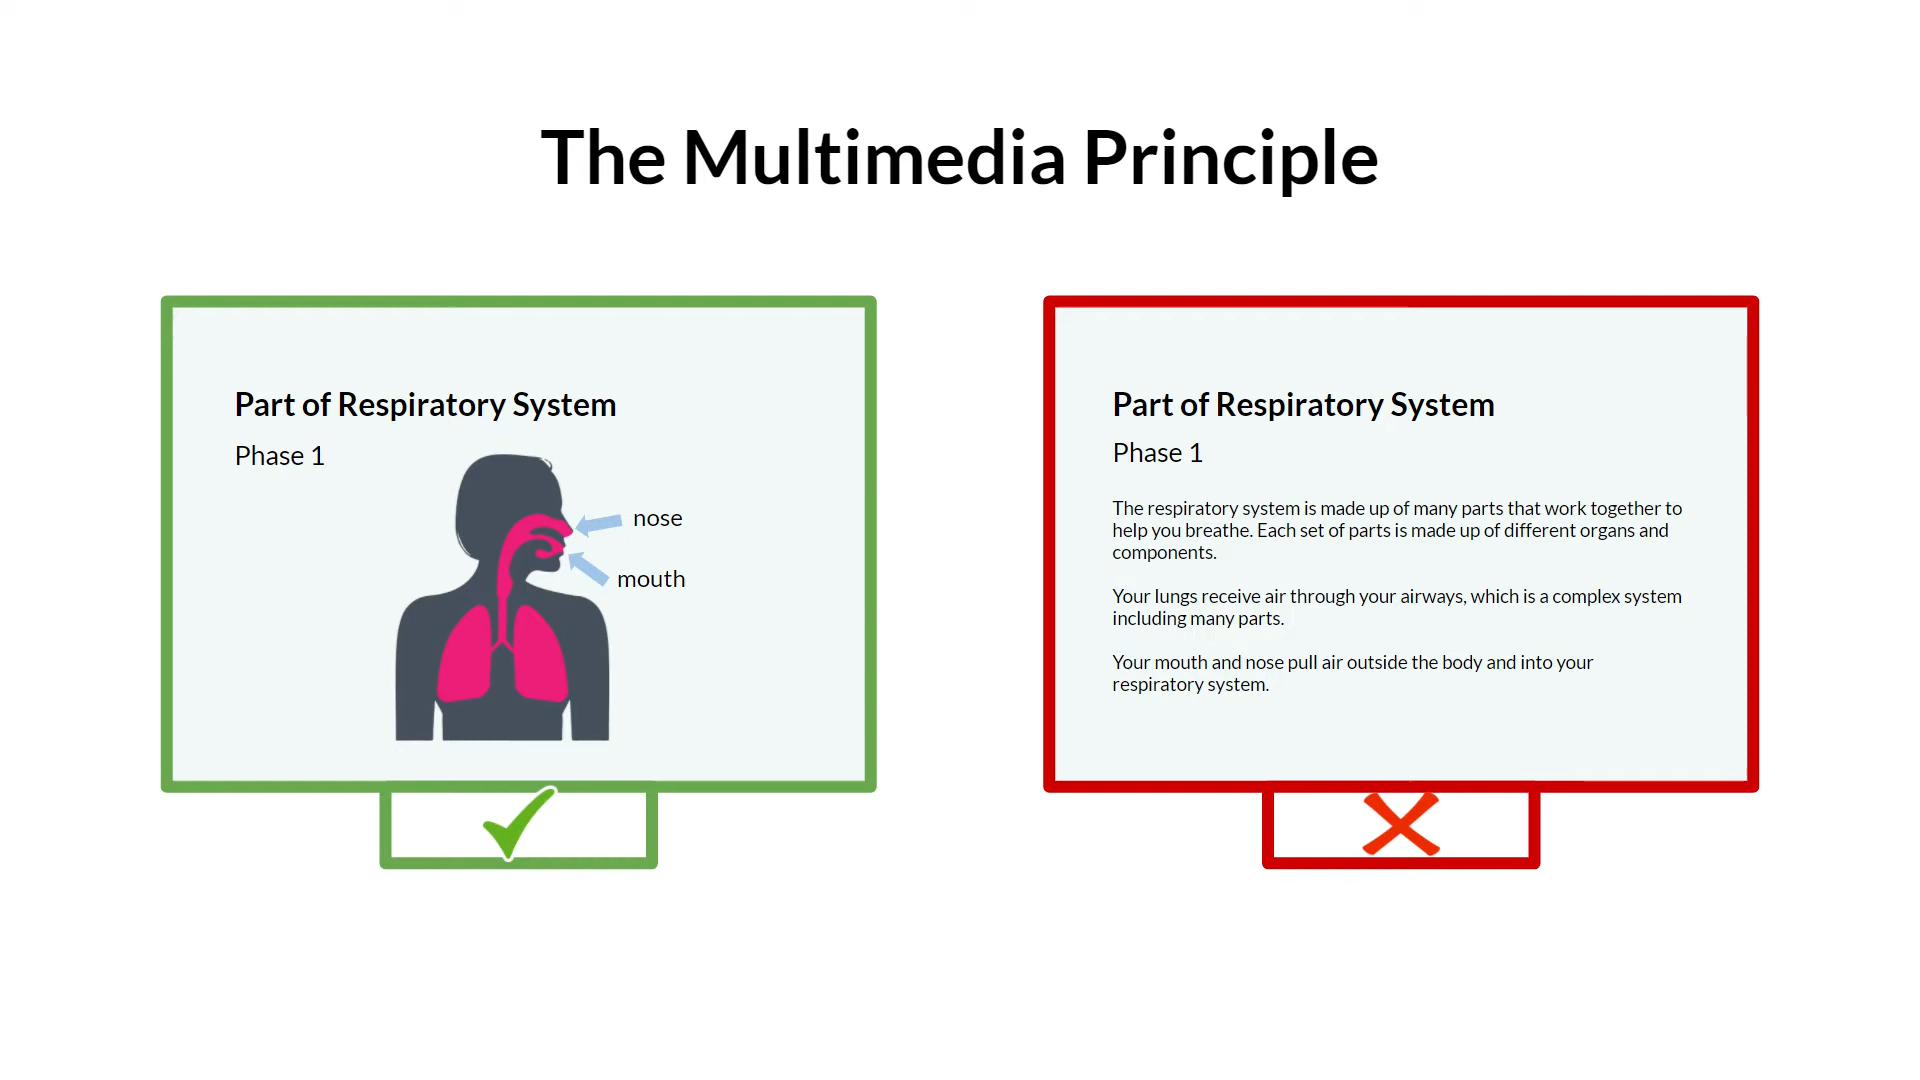 The Multimedia Principle
Part of Respiratory System
Phase 1
nose
mouth
Part of Respiratory System
Phase 1
The respiratory system is made up of many parts that work together to
help you breathe. Each set of parts is made up of different organs and
components.
Your lungs receive air through your airways, which is a complex system
including many parts.
Your mouth and nose pull air outside the body and into your
respiratory system.